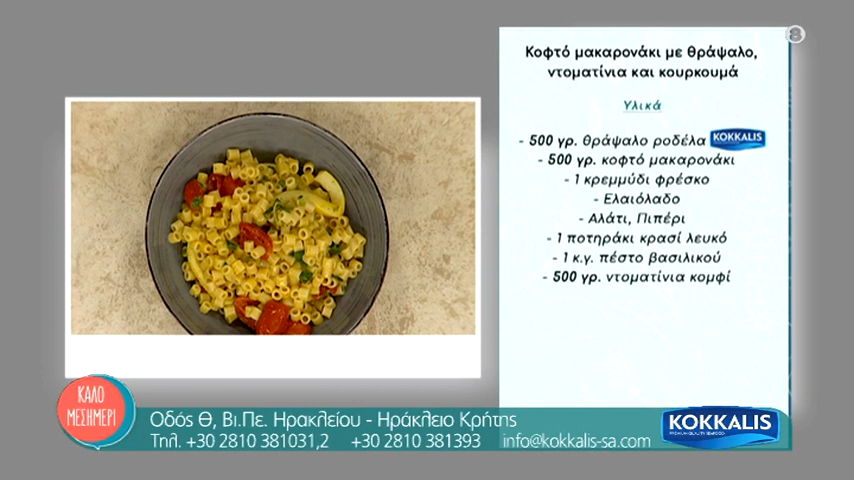 8
Κοφτό μακαρονάκι με θράψαλο,
ντοματίνια και κουρκουμά
Υλικά
- 500 γρ. θράψαλο ροδέλα KOKKALIS
- 500 γρ. κοφτό μακαρονάκι
- 1 κρεμμύδι φρέσκο
- Ελαιόλαδο
- Αλάτι, Πιπέρι
- 1 ποτηράκι κρασί λευκό
- 1 κ.γ. πέστο βασιλικού
- 500 γρ. ντοματίνια κομφί
ΚΑΛΟ
ΜΕΣΗΜΕΡΙ
Οδός Θ, Βι.Πε. Ηρακλείου - Ηράκλειο Κρήτης
Τηλ. +30 2810 381031,2 +30 2810 381393 info@kokkalis-sa.com
KOKKALIS